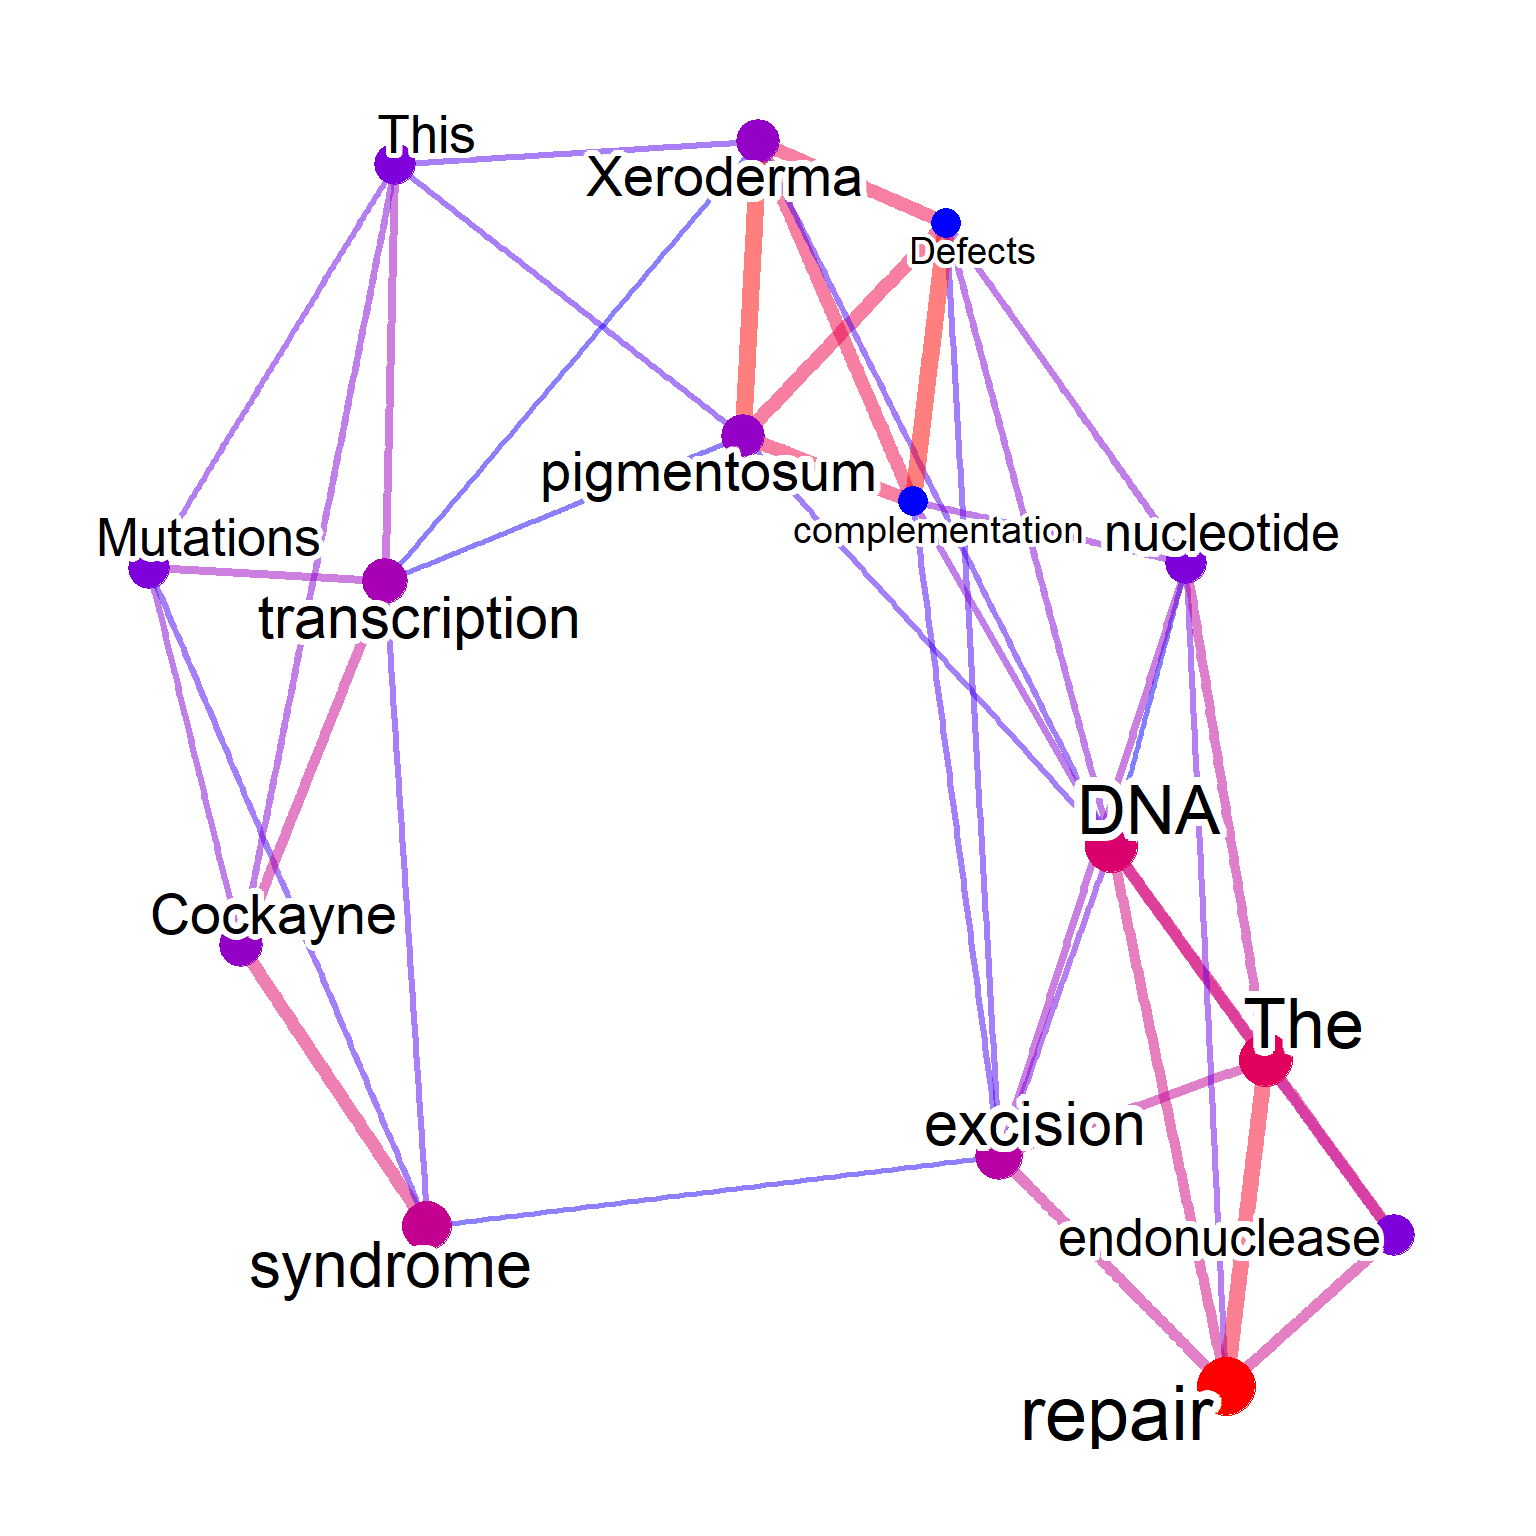 This
Xeroderma
Defects
pigmentosum
complementation
nucleotide
Mutations
transcription
DNA
Cockayne
The
excision
endonuclease
syndrome
repair